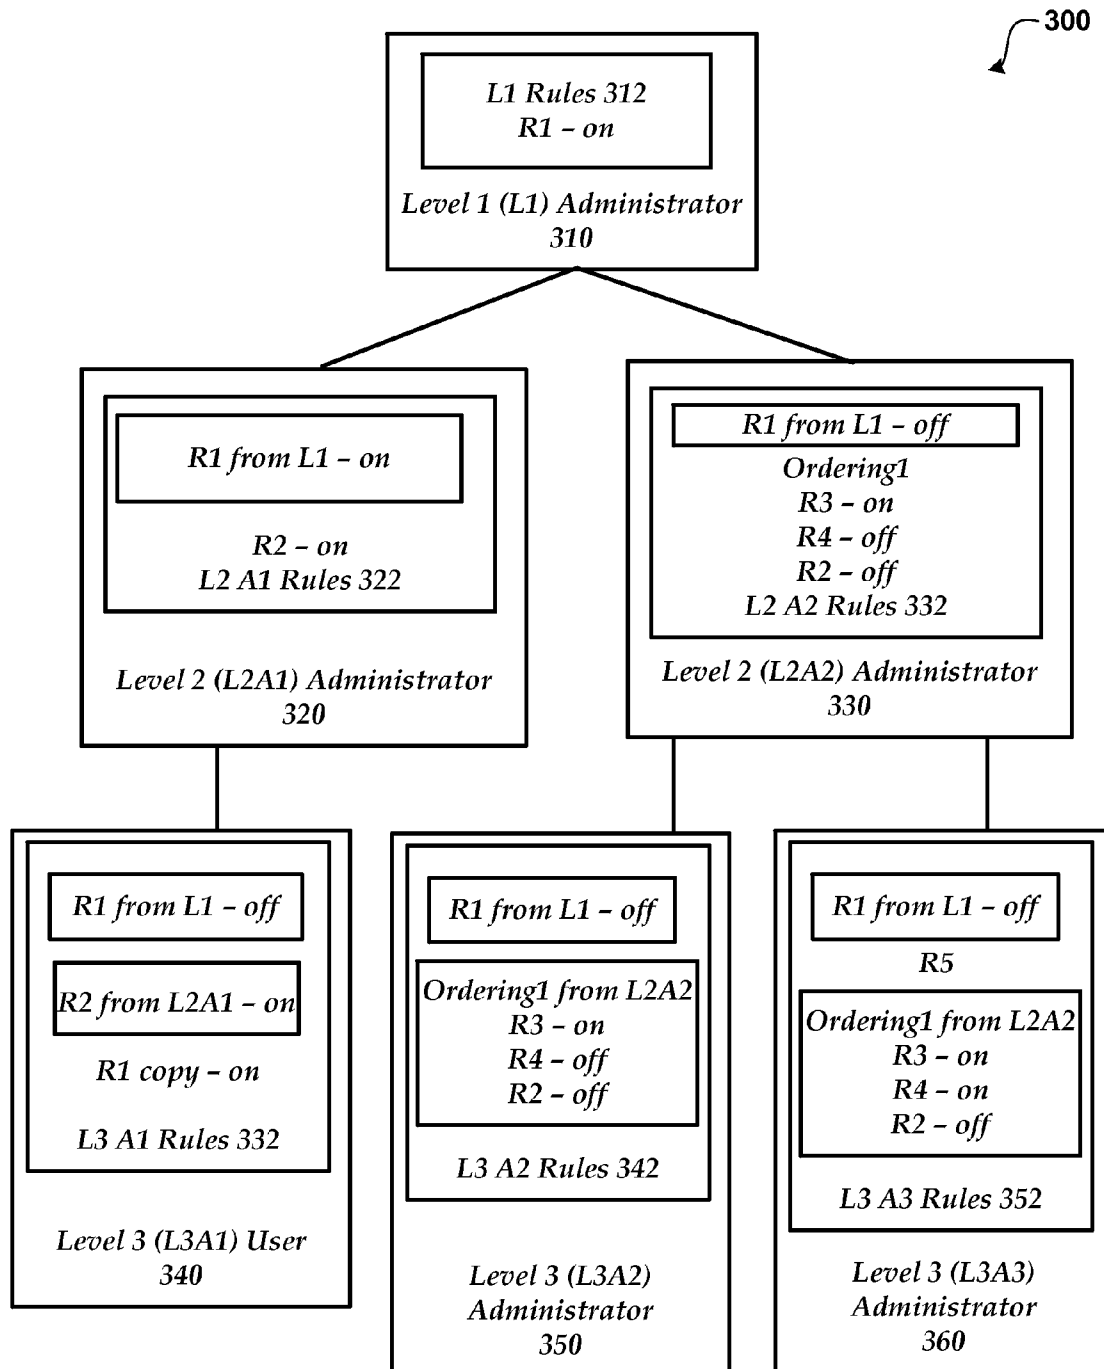 300
L1 Rules 312
R1 – on
Level 1 (L1) Administrator
310
R1 from L1 – on
R2 – on
L2 A1 Rules 322
Level 2 (L2A1) Administrator
320
R1 from L1 – off
Ordering1
R3 – on
R4 – off
R2 – off
L2 A2 Rules 332
Level 2 (L2A2) Administrator
330
R1 from L1 – off
R2 from L2A1 – on
R1 copy – on
L3 A1 Rules 332
Level 3 (L3A1) User
340
R1 from L1 – off
Ordering1 from L2A2
R3 – on
R4 – off
R2 – off
L3 A2 Rules 342
Level 3 (L3A2)
Administrator
350
R1 from L1 – off
R5
Ordering1 from L2A2
R3 – on
R4 – on
R2 – off
L3 A3 Rules 352
Level 3 (L3A3)
Administrator
360